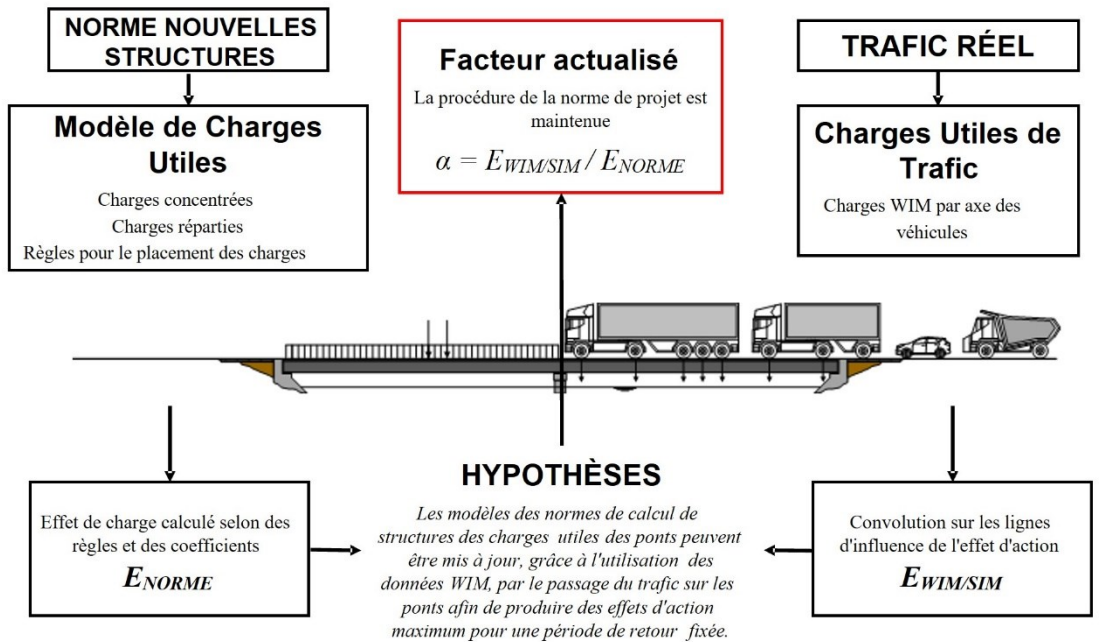 NORME NOUVELLES
STRUCTURES
Modèle de Charges
Utiles
Charges concentrées
Charges réparties
Règles pour le placement des charges
Facteur actualisé
La procédure de la norme de projet est
maintenue
α = E_WIM/SIM / E_NORME
TRAFIC RÉEL
Charges Utiles de
Trafic
Charges WIM par axe des
véhicules
Effet de charge calculé selon des
règles et des coefficients
E_NORME
HYPOTHÈSES
Les modèles des normes de calcul de
structures des charges utiles des ponts peuvent
être mis à jour, grâce à l'utilisation des
données WIM, par le passage du trafic sur les
ponts afin de produire des effets d'action
maximum pour une période de retour fixée.
Convolution sur les lignes
d'influence de l'effet d'action
E_WIM/SIM